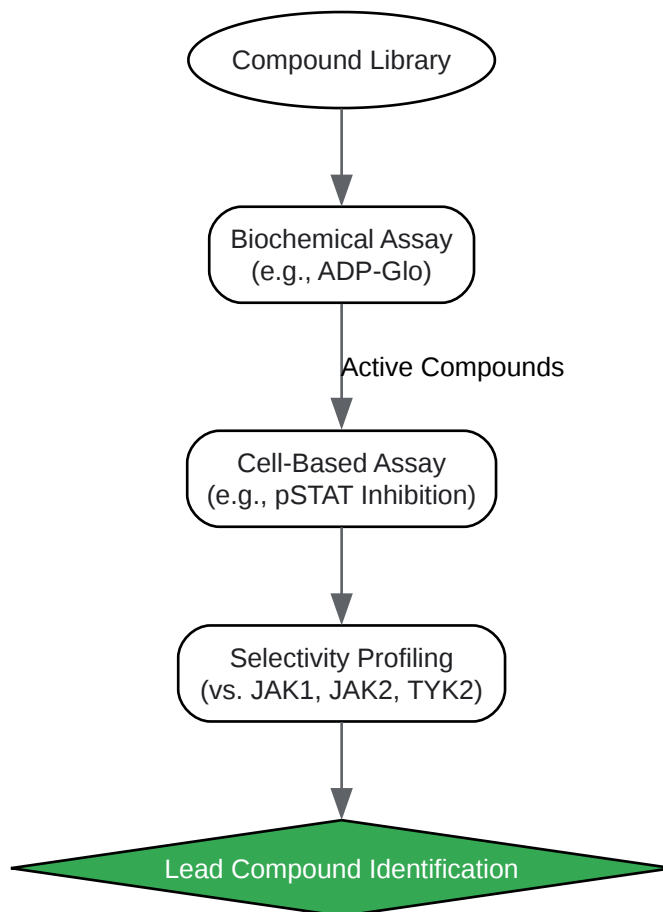 Compound Library
Biochemical Assay
(e.g., ADP-Glo)
Active Compounds
Cell-Based Assay
(e.g., pSTAT Inhibition)
Selectivity Profiling
(vs. JAK1, JAK2, TYK2)
Lead Compound Identification